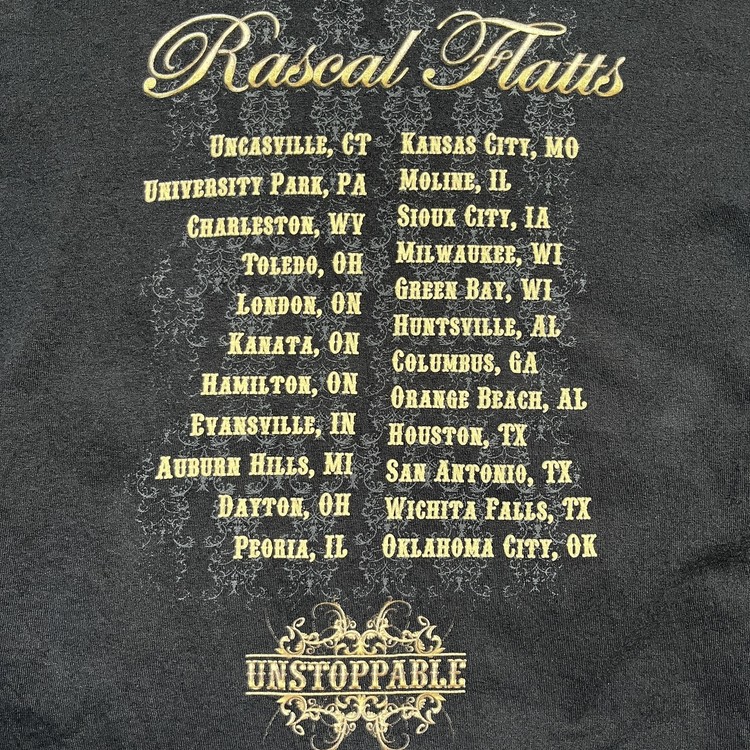 Rascal Flatts
Uncasville, CT
University Park, PA
Charleston, WV
Toledo, OH
London, ON
Kanata, ON
Hamilton, ON
Evansville, IN
Auburn Hills, MI
Dayton, OH
Peoria, IL
Kansas City, MO
Moline, IL
Sioux City, IA
Milwaukee, WI
Green Bay, WI
Huntsville, AL
Columbus, GA
Orange Beach, AL
Houston, TX
San Antonio, TX
Wichita Falls, TX
Oklahoma City, OK
UNSTOPPABLE